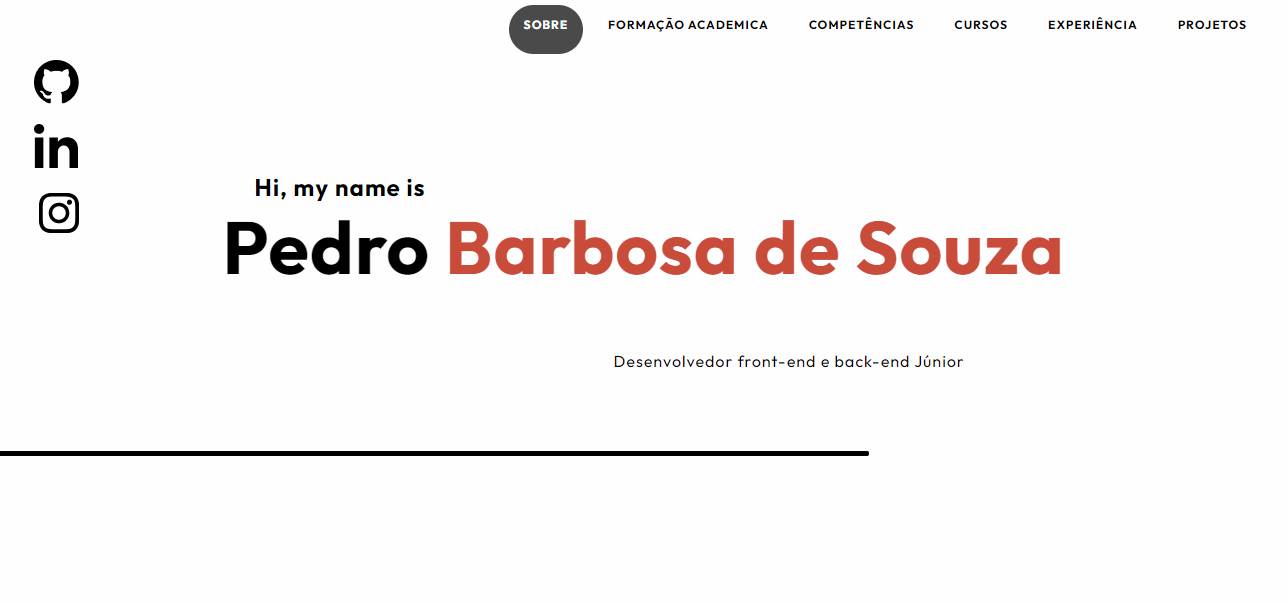 SOBRE FORMAÇÃO ACADEMICA COMPETÊNCIAS CURSOS EXPERIÊNCIA PROJETOS
in
Hi, my name is
Pedro Barbosa de Souza
Desenvolvedor front-end e back-end Júnior